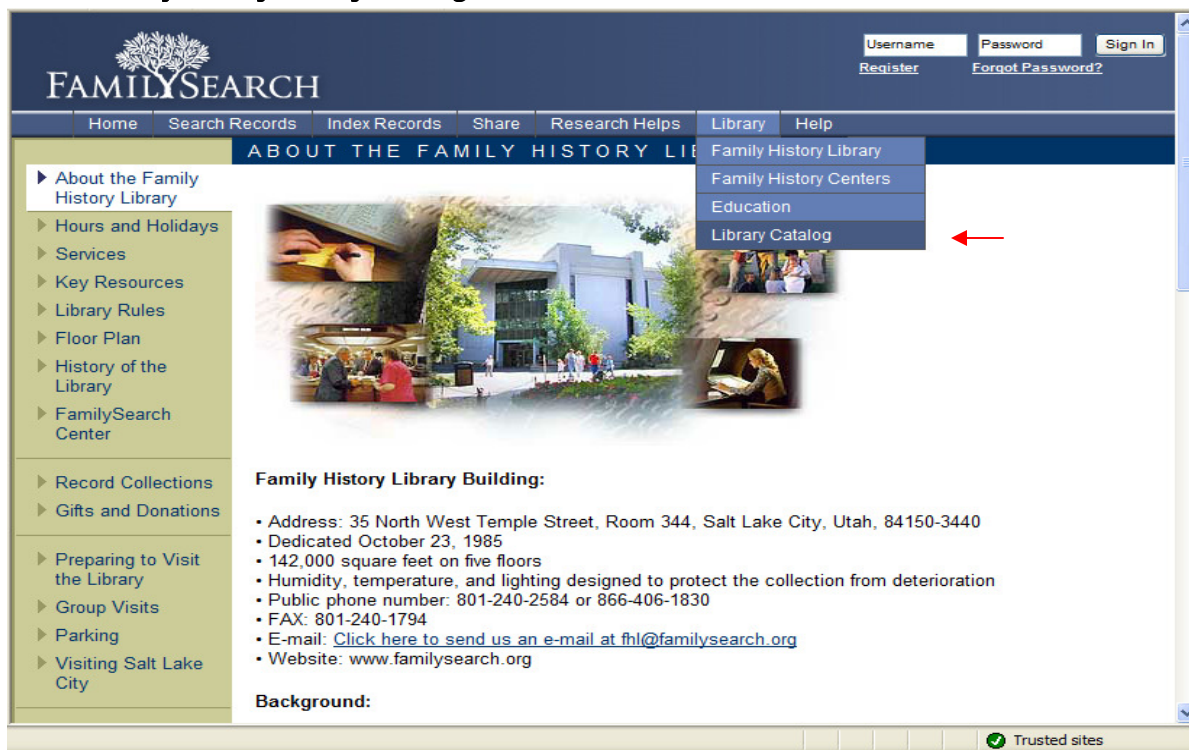 Username Password Sign In
Register Forgot Password?
FAMILYSEARCH
Home Search Records Index Records Share Research Helps Library Help
ABOUT THE FAMILY HISTORY
Family History Library
Family History Centers
Education
Library Catalog
About the Family
History Library
Hours and Holidays
Services
Key Resources
Library Rules
Floor Plan
History of the
Library
FamilySearch
Center
Record Collections
Gifts and Donations
Preparing to Visit
the Library
Group Visits
Parking
Visiting Salt Lake
City
Family History Library Building:
• Address: 35 North West Temple Street, Room 344, Salt Lake City, Utah, 84150-3440
• Dedicated October 23, 1985
• 142,000 square feet on five floors
• Humidity, temperature, and lighting designed to protect the collection from deterioration
• Public phone number: 801-240-2584 or 866-406-1830
• FAX: 801-240-1794
• E-mail: Click here to send us an e-mail at fhl@familysearch.org
• Website: www.familysearch.org
Background:
Trusted sites